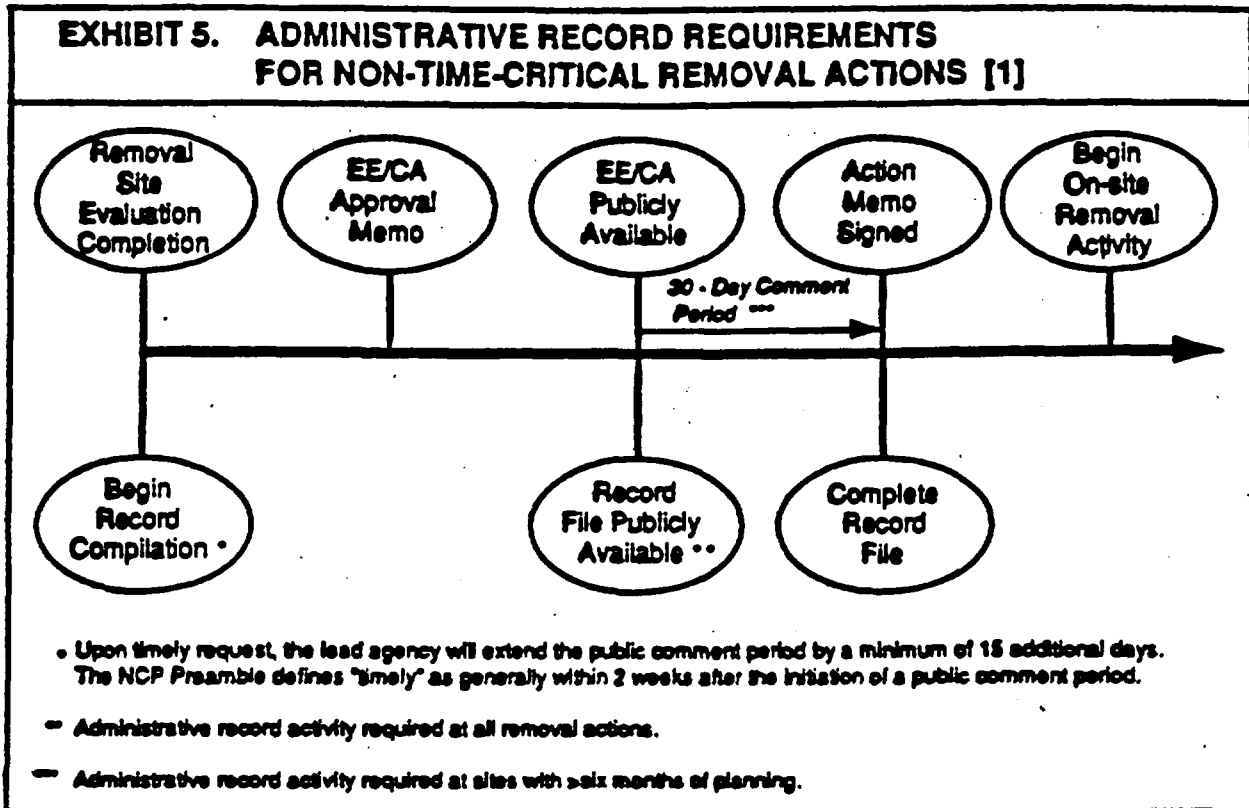 EXHIBIT 5. ADMINISTRATIVE RECORD REQUIREMENTS
FOR NON-TIME-CRITICAL REMOVAL ACTIONS [1]
Removal
Site
Evaluation
Completion
EE/CA
Approval
Memo
EE/CA
Publicly
Available
Action
Memo
Signed
Begin
On-site
Removal
Activity
30 - Day Comment
Period ***
Begin
Record
Compilation *
Record
File Publicly
Available **
Complete
Record
File
* Upon timely request, the lead agency will extend the public comment period by a minimum of 15 additional days.
The NCP Preamble defines "timely" as generally within 2 weeks after the initiation of a public comment period.
** Administrative record activity required at all removal actions.
*** Administrative record activity required at sites with >six months of planning.